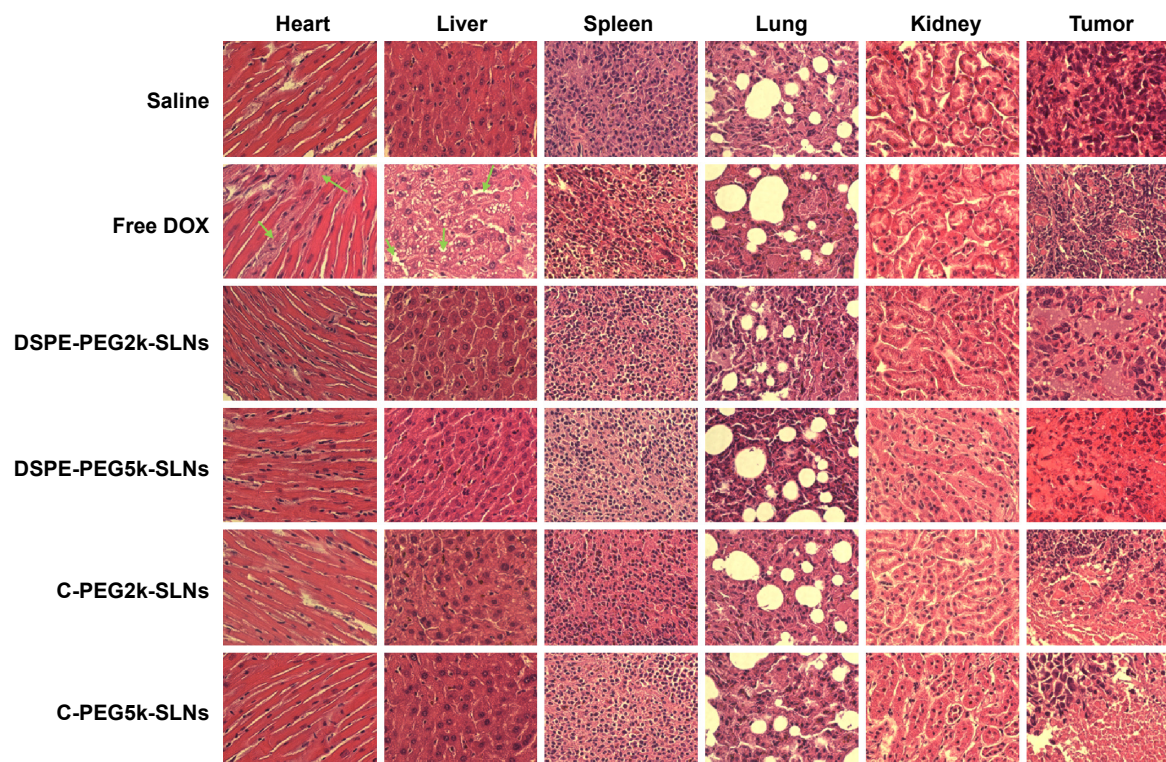 Heart Liver Spleen Lung Kidney Tumor
Saline
Free DOX
DSPE-PEG2k-SLNs
DSPE-PEG5k-SLNs
C-PEG2k-SLNs
C-PEG5k-SLNs